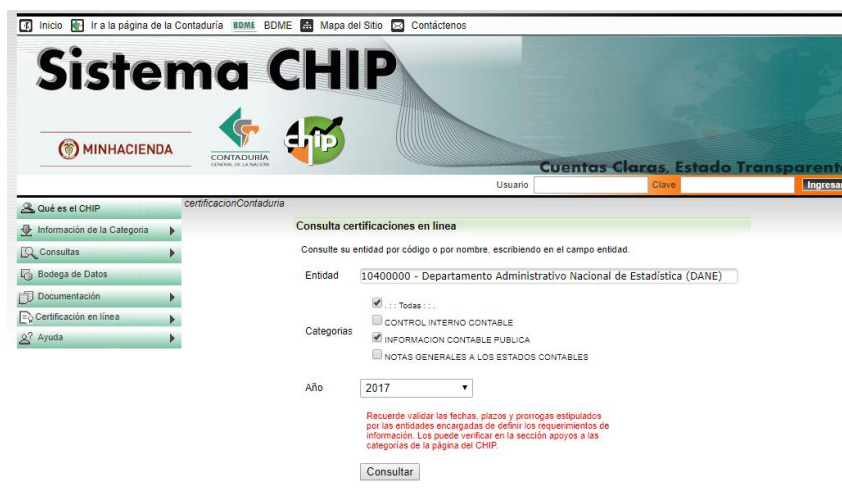 Inicio Ir a la página de la Contaduría BDME BDME Mapa del Sitio Contáctenos
Sistema CHIP
MINHACIENDA
CONTADURÍA
GENERAL DE LA NACIÓN
chip
Cuentas Claras, Estado Transparente
Usuario Clave Ingresar
Qué es el CHIP
Información de la Categoria
Consultas
Bodega de Datos
Documentación
Certificación en línea
Ayuda
certificacionContaduria
Consulta certificaciones en línea
Consulte su entidad por código o por nombre, escribiendo en el campo entidad.
Entidad 10400000 - Departamento Administrativo Nacional de Estadística (DANE)
Categorias
. : : Todas : : .
CONTROL INTERNO CONTABLE
INFORMACION CONTABLE PUBLICA
NOTAS GENERALES A LOS ESTADOS CONTABLES
Año 2017
Recuerde validar las fechas, plazos y prorrogas estipulados
por las entidades encargadas de definir los requerimientos de
información. Los puede verificar en la sección apoyos a las
categorías de la página del CHIP.
Consultar